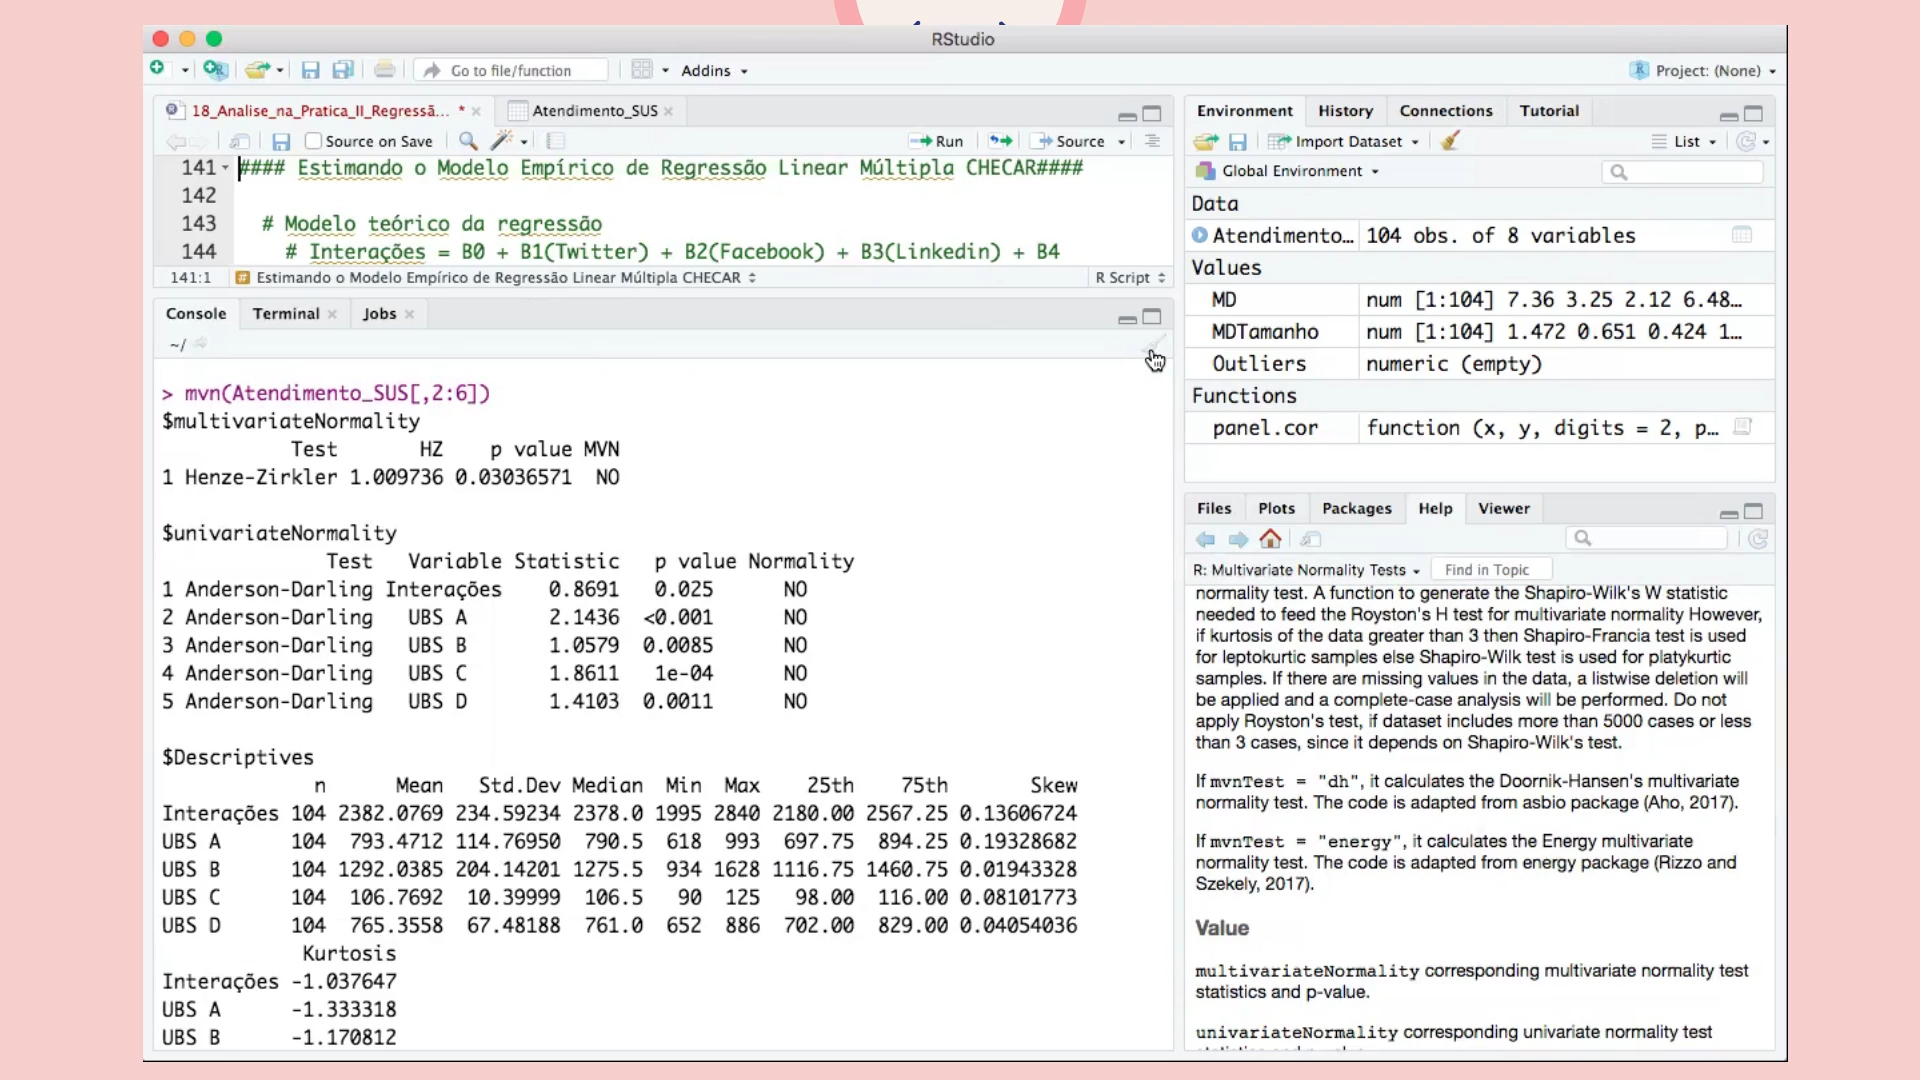 RStudio
Go to file/function
Addins
Project: (None)
18_Analise_na_Pratica_II_Regressã... *
Atendimento_SUS
Source on Save
Run
Source
141 #### Estimando o Modelo Empírico de Regressão Linear Múltipla CHECAR####
142
143 # Modelo teórico da regressão
144 # Interações = B0 + B1(Twitter) + B2(Facebook) + B3(Linkedin) + B4
141:1 Estimando o Modelo Empírico de Regressão Linear Múltipla CHECAR R Script
Console Terminal Jobs
~/
> mvn(Atendimento_SUS[,2:6])
$multivariateNormality
Test HZ p value MVN
1 Henze-Zirkler 1.009736 0.03036571 NO
$univariateNormality
Test Variable Statistic p value Normality
1 Anderson-Darling Interações 0.8691 0.025 NO
2 Anderson-Darling UBS A 2.1436 <0.001 NO
3 Anderson-Darling UBS B 1.0579 0.0085 NO
4 Anderson-Darling UBS C 1.8611 1e-04 NO
5 Anderson-Darling UBS D 1.4103 0.0011 NO
$Descriptives
n Mean Std.Dev Median Min Max 25th 75th Skew
Interações 104 2382.0769 234.59234 2378.0 1995 2840 2180.00 2567.25 0.13606724
UBS A 104 793.4712 114.76950 790.5 618 993 697.75 894.25 0.19328682
UBS B 104 1292.0385 204.14201 1275.5 934 1628 1116.75 1460.75 0.01943328
UBS C 104 106.7692 10.39999 106.5 90 125 98.00 116.00 0.08101773
UBS D 104 765.3558 67.48188 761.0 652 886 702.00 829.00 0.04054036
Kurtosis
Interações -1.037647
UBS A -1.333318
UBS B -1.170812
Environment History Connections Tutorial
Import Dataset
List
Global Environment
Data
Atendimento... 104 obs. of 8 variables
Values
MD num [1:104] 7.36 3.25 2.12 6.48...
MDTamanho num [1:104] 1.472 0.651 0.424 1...
Outliers numeric (empty)
Functions
panel.cor function (x, y, digits = 2, p...
Files Plots Packages Help Viewer
R: Multivariate Normality Tests
Find in Topic
normality test. A function to generate the Shapiro-Wilk's W statistic
needed to feed the Royston's H test for multivariate normality However,
if kurtosis of the data greater than 3 then Shapiro-Francia test is used
for leptokurtic samples else Shapiro-Wilk test is used for platykurtic
samples. If there are missing values in the data, a listwise deletion will
be applied and a complete-case analysis will be performed. Do not
apply Royston's test, if dataset includes more than 5000 cases or less
than 3 cases, since it depends on Shapiro-Wilk's test.
If mvnTest = "dh", it calculates the Doornik-Hansen's multivariate
normality test. The code is adapted from asbio package (Aho, 2017).
If mvnTest = "energy", it calculates the Energy multivariate
normality test. The code is adapted from energy package (Rizzo and
Szekely, 2017).
Value
multivariateNormality corresponding multivariate normality test
statistics and p-value.
univariateNormality corresponding univariate normality test